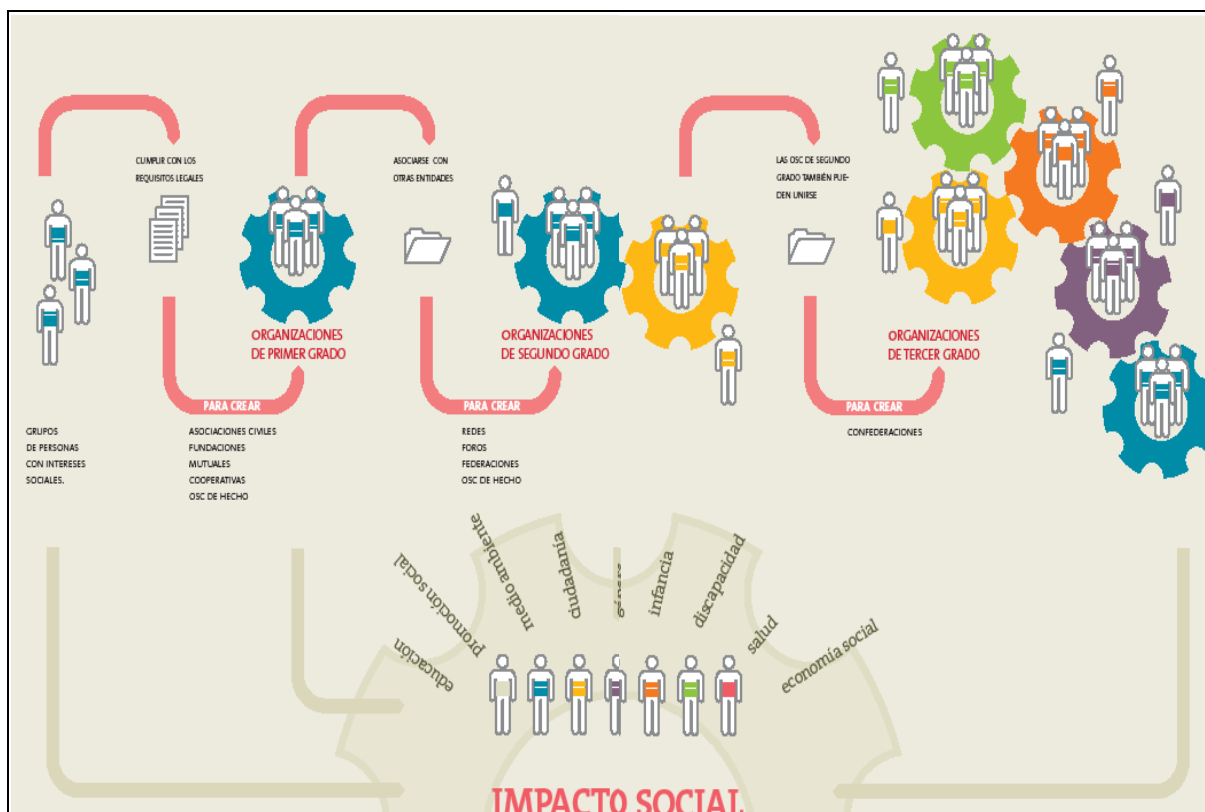 CUMPLIR CON LOS
REQUISITOS LEGALES
ASOCIARSE CON
OTRAS ENTIDADES
LAS OSC DE SEGUNDO
GRADO TAMBIÉN PUE-
DEN UNIRSE
ORGANIZACIONES
DE PRIMER GRADO
ORGANIZACIONES
DE SEGUNDO GRADO
ORGANIZACIONES
DE TERCER GRADO
PARA CREAR
PARA CREAR
PARA CREAR
GRUPOS
DE PERSONAS
CON INTERESES
SOCIALES.
ASOCIACIONES CIVILES
FUNDACIONES
MUTUALES
COOPERATIVAS
OSC DE HECHO
REDES
FOROS
FEDERACIONES
OSC DE HECHO
CONFEDERACIONES
educación
promoción social
medio ambiente
ciudadanía
género
infancia
discapacidad
salud
economía social
IMPACTO SOCIAL